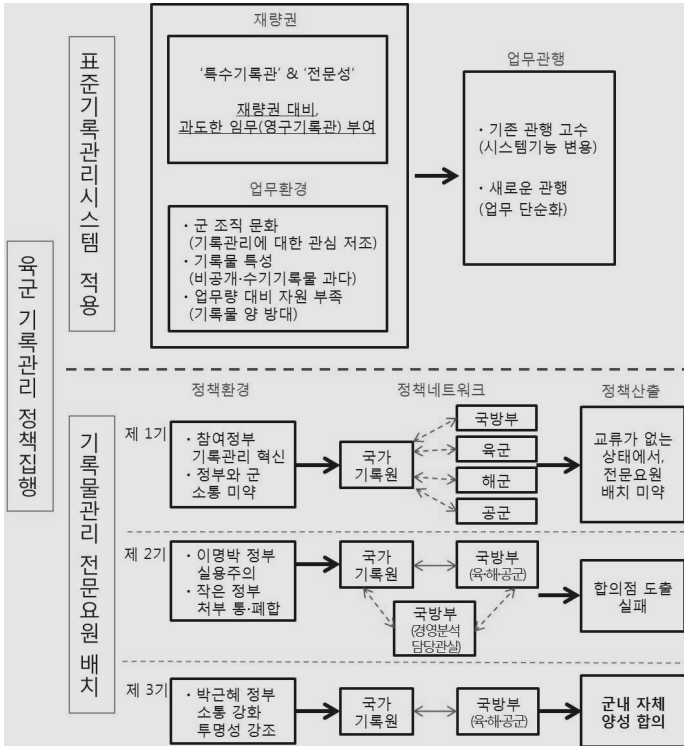 육군 기록관리 정책집행
표준기록관리시스템 적용
재량권
‘특수기록관’ & ‘전문성‘
재량권 대비,
과도한 임무(영구기록관) 부여
업무환경
· 군 조직 문화
(기록관리에 대한 관심 저조)
· 기록물 특성
(비공개·수기기록물 과다)
· 업무량 대비 자원 부족
(기록물 양 방대)
업무관행
· 기존 관행 고수
(시스템기능 변용)
· 새로운 관행
(업무 단순화)
기록물관리 전문요원 배치
정책환경
정책네트워크
정책산출
제 1기
· 참여정부
기록관리 혁신
· 정부와 군
소통 미약
국가
기록원
국방부
육군
해군
공군
교류가 없는
상태에서,
전문요원
배치 미약
제 2기
· 이명박 정부
실용주의
· 작은 정부
처부 통·폐합
국가
기록원
국방부
(육·해·공군)
국방부
(경영분석
담당관실)
합의점 도출
실패
제 3기
· 박근혜 정부
소통 강화
투명성 강조
국가
기록원
국방부
(육·해·공군)
군내 자체
양성 합의